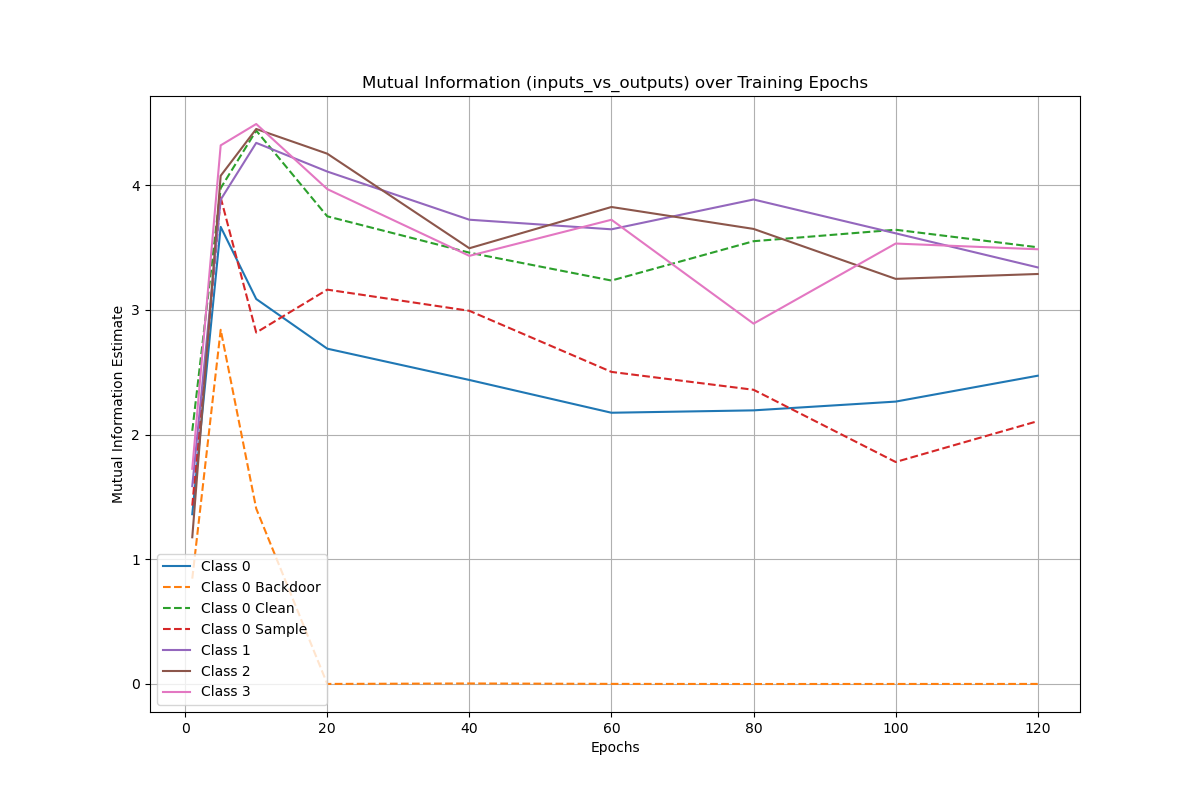 Mutual Information (inputs_vs_outputs) over Training Epochs
Mutual Information Estimate
4
3
2
1
0
Class 0
Class 0 Backdoor
Class 0 Clean
Class 0 Sample
Class 1
Class 2
Class 3
0 20 40 60 80 100 120
Epochs